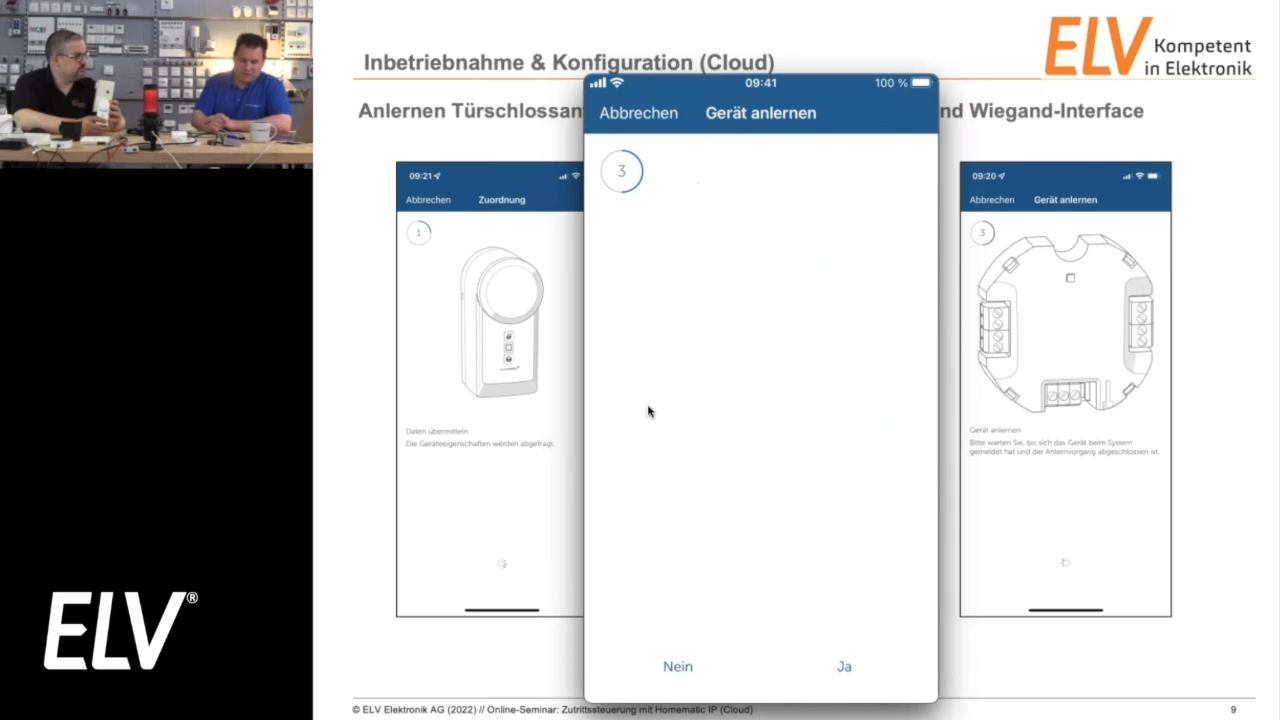 Inbetriebnahme & Konfiguration (Cloud)
ELV Kompetent
in Elektronik
Anlernen Türschlossan
nd Wiegand-Interface
09:41
100 %
Abbrechen
Gerät anlernen
3
Nein
Ja
09:21
Abbrechen
Zuordnung
1
Daten übermitteln
Die Geräteeigenschaften werden abgefragt.
09:20
Abbrechen
Gerät anlernen
3
Gerät anlernen
Bitte warten Sie, bis sich das Gerät beim System
gemeldet hat und der Anlernvorgang abgeschlossen ist.
ELV®
© ELV Elektronik AG (2022) // Online-Seminar: Zutrittssteuerung mit Homematic IP (Cloud)
9